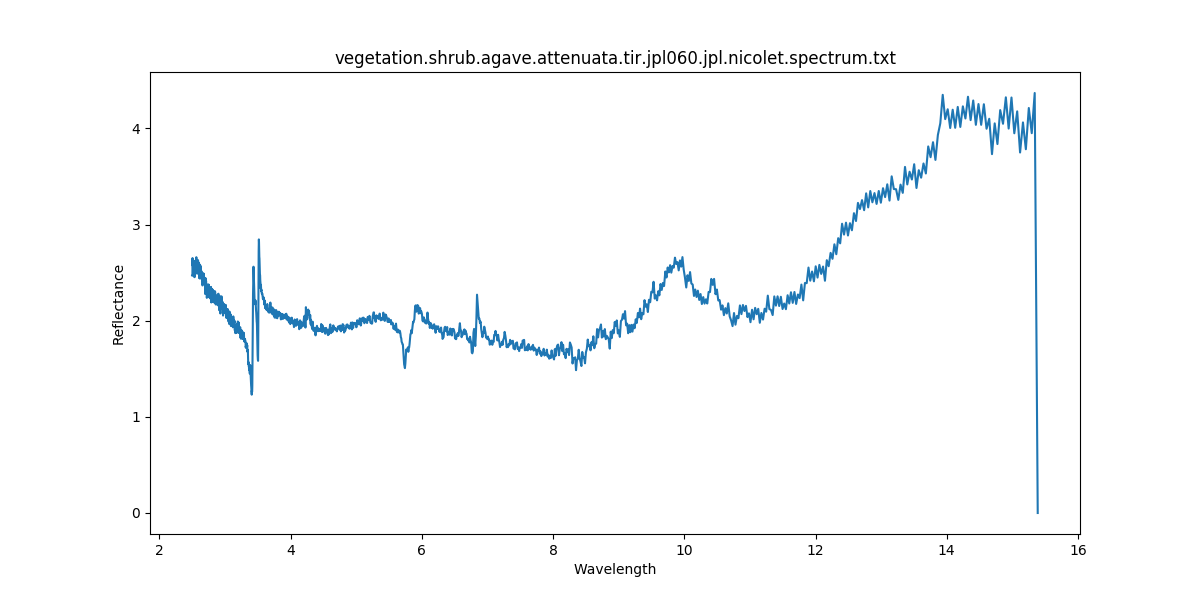 vegetation.shrub.agave.attenuata.tir.jpl060.jpl.nicolet.spectrum.txt
4
3
2
1
0
Reflectance
2 4 6 8 10 12 14 16
Wavelength